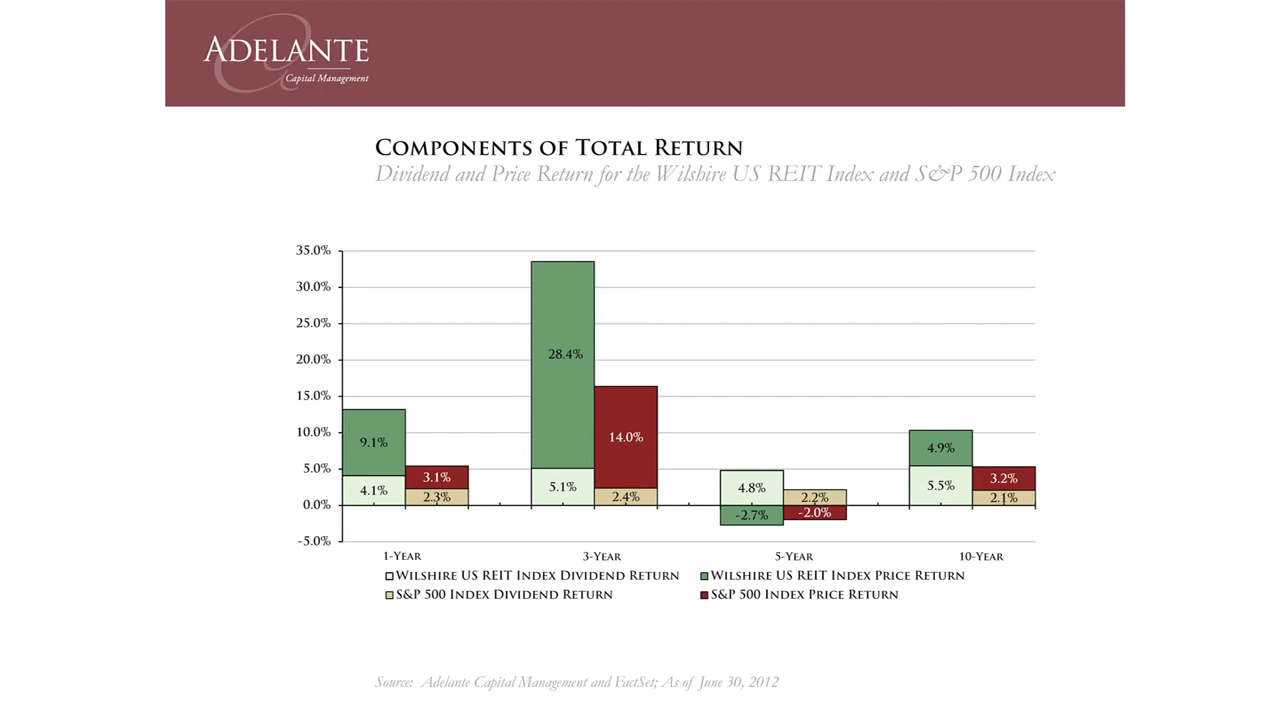 ADELANTE
Capital Management
COMPONENTS OF TOTAL RETURN
Dividend and Price Return for the Wilshire US REIT Index and S&P 500 Index
35.0%
30.0%
25.0%
20.0%
15.0%
10.0%
5.0%
0.0%
-5.0%
9.1%
4.1%
3.1%
2.3%
28.4%
5.1%
14.0%
2.4%
4.8%
-2.7%
2.2%
-2.0%
4.9%
5.5%
3.2%
2.1%
1-YEAR
3-YEAR
5-YEAR
10-YEAR
WILSHIRE US REIT INDEX DIVIDEND RETURN
WILSHIRE US REIT INDEX PRICE RETURN
S&P 500 INDEX DIVIDEND RETURN
S&P 500 INDEX PRICE RETURN
Source: Adelante Capital Management and FactSet; As of June 30, 2012